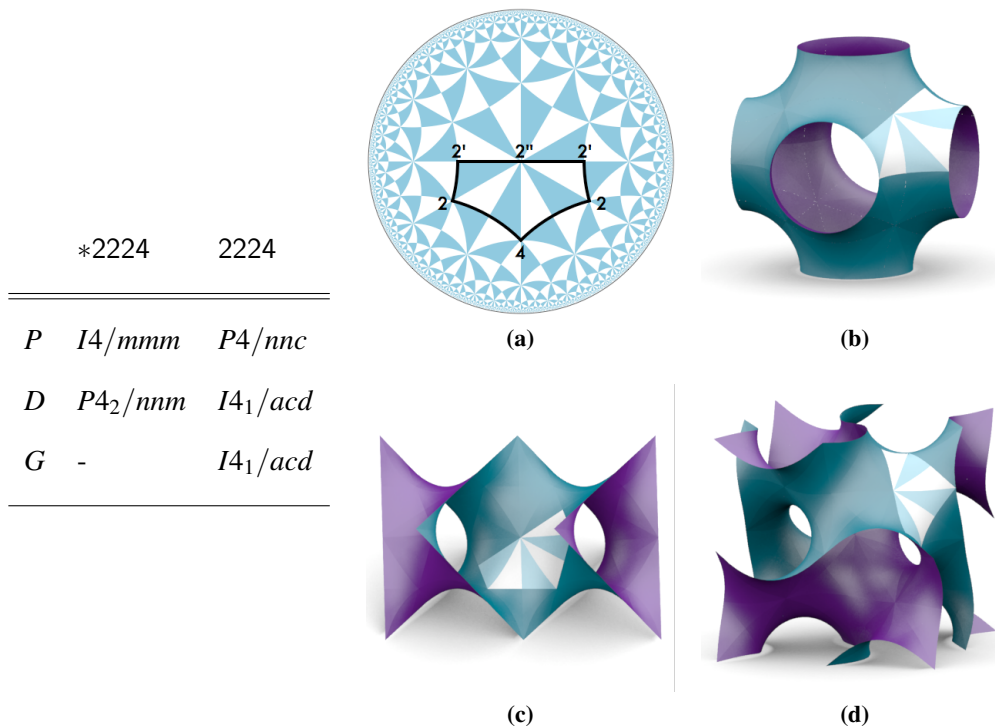 *2224 2224
P I4/mmm P4/nnc
D P4₂/nnm I4₁/acd
G - I4₁/acd
2' 2'' 2'
2 2
4
(a) (b)
(c) (d)